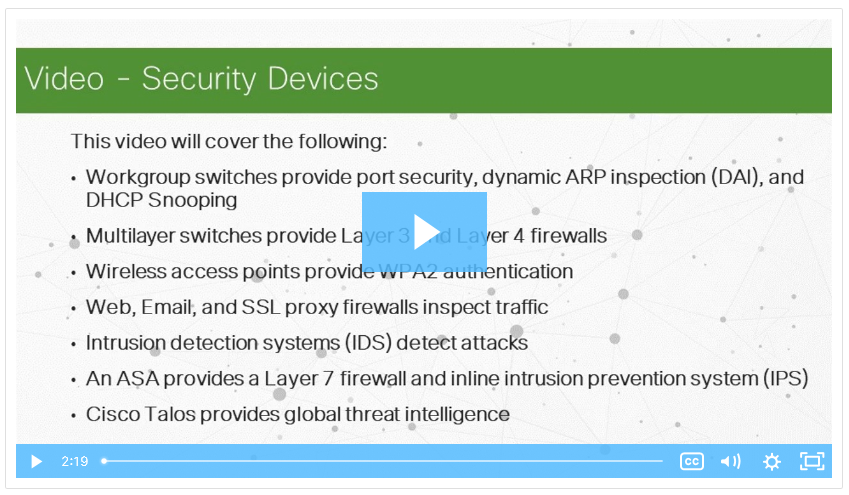 Video - Security Devices
This video will cover the following:
• Workgroup switches provide port security, dynamic ARP inspection (DAI), and
DHCP Snooping
• Multilayer switches provide Layer 3 and Layer 4 firewalls
• Wireless access points provide WPA2 authentication
• Web, Email, and SSL proxy firewalls inspect traffic
• Intrusion detection systems (IDS) detect attacks
• An ASA provides a Layer 7 firewall and inline intrusion prevention system (IPS)
• Cisco Talos provides global threat intelligence
2:19 CC